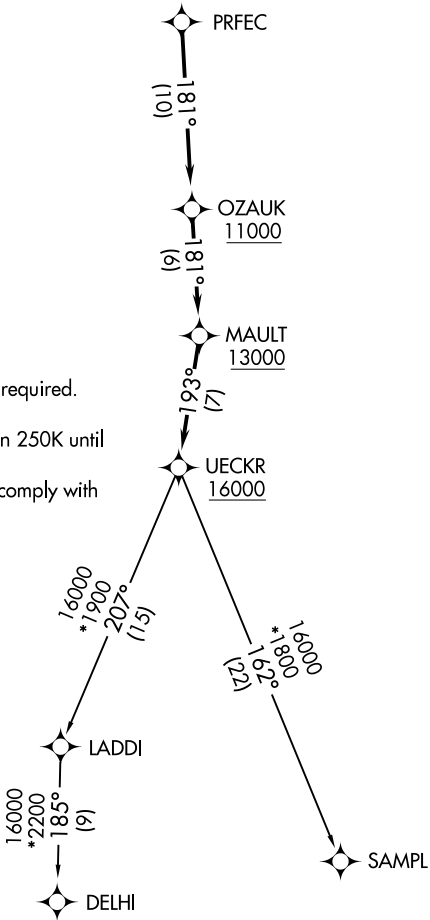 PRFEC
181°
(10)
OZAUK
11000
181°
(9)
MAULT
13000
required.
193°
(7)
n 250K until
UECKR
16000
comply with
16000
*1900
207°
(15)
16000
*1800
162°
(22)
LADDI
16000
*2200
185°
(9)
SAMPL
DELHI